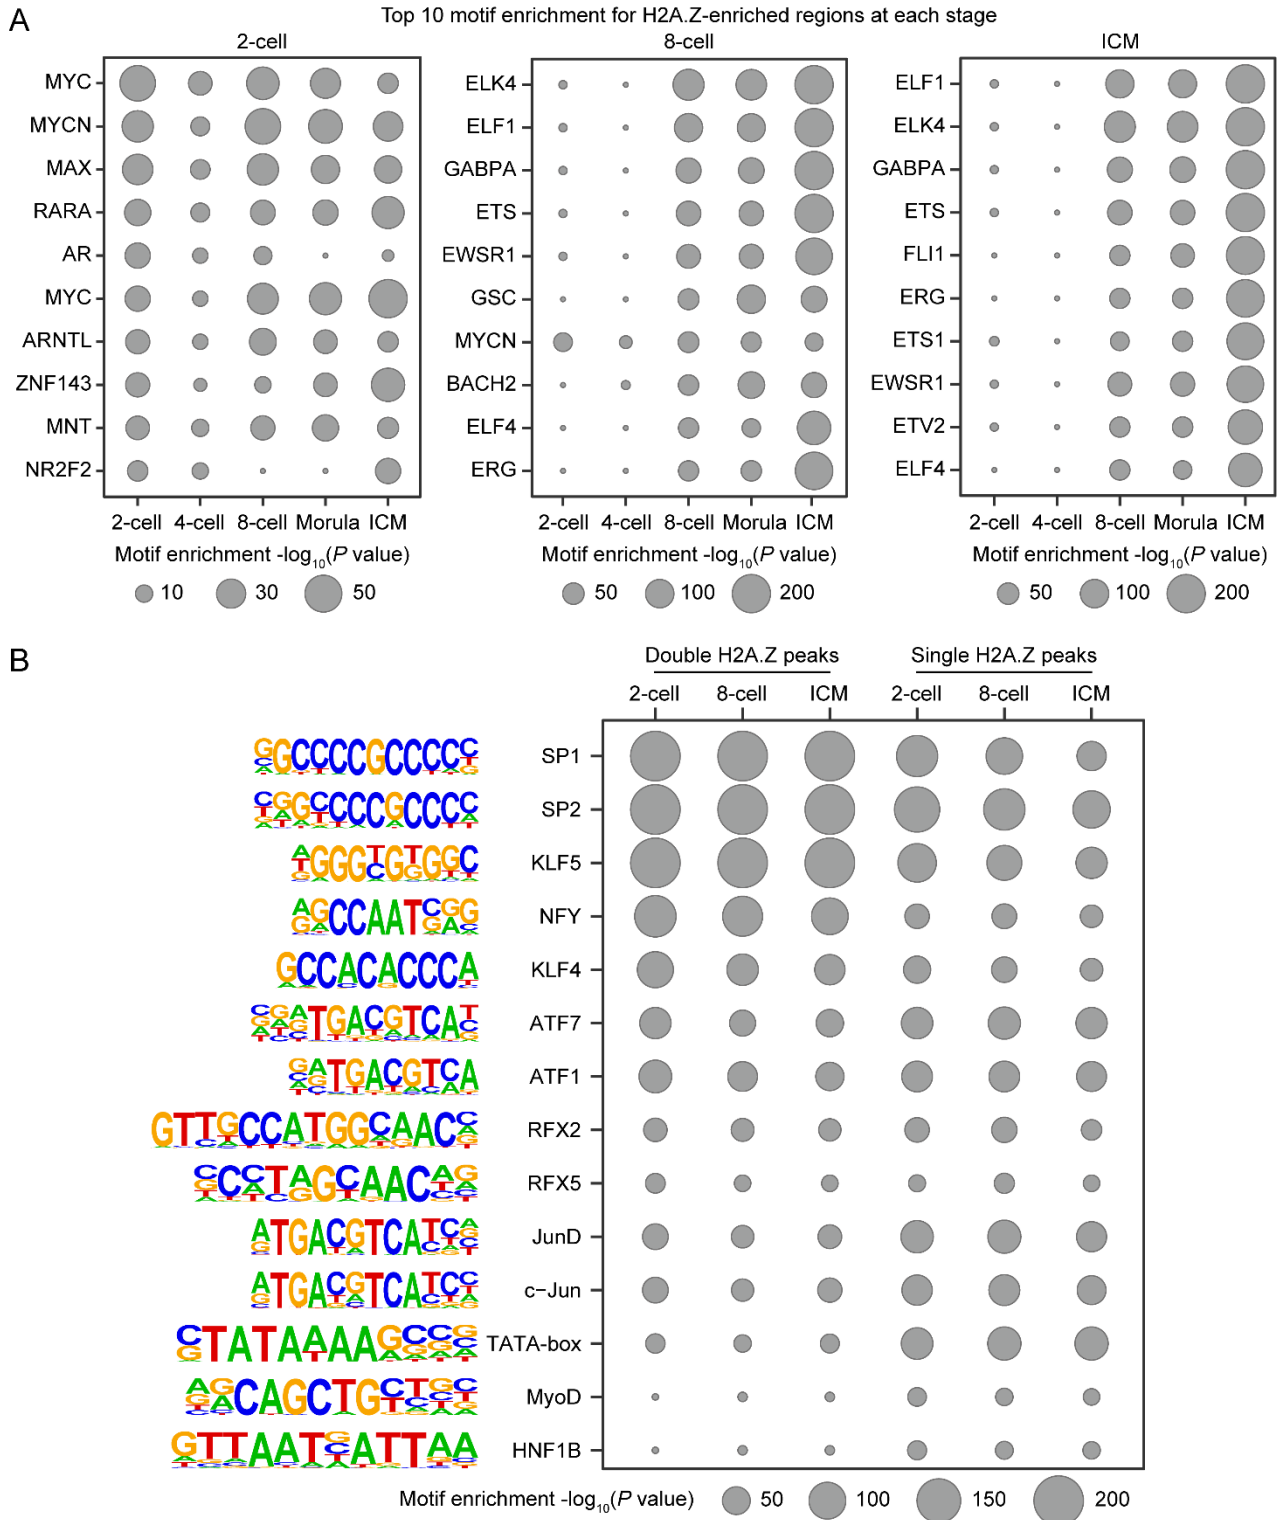 A
Top 10 motif enrichment for H2A.Z-enriched regions at each stage
2-cell
MYC
MYCN
MAX
RARA
AR
MYC
ARNTL
ZNF143
MNT
NR2F2
2-cell 4-cell 8-cell Morula ICM
Motif enrichment -log10(P value)
10 30 50
8-cell
ELK4
ELF1
GABPA
ETS
EWSR1
GSC
MYCN
BACH2
ELF4
ERG
2-cell 4-cell 8-cell Morula ICM
Motif enrichment -log10(P value)
50 100 200
ICM
ELF1
ELK4
GABPA
ETS
FLI1
ERG
ETS1
EWSR1
ETV2
ELF4
2-cell 4-cell 8-cell Morula ICM
Motif enrichment -log10(P value)
50 100 200
B
Double H2A.Z peaks Single H2A.Z peaks
2-cell 8-cell ICM 2-cell 8-cell ICM
SP1
SP2
KLF5
NFY
KLF4
ATF7
ATF1
RFX2
RFX5
JunD
c-Jun
TATA-box
MyoD
HNF1B
Motif enrichment -log10(P value) 50 100 150 200